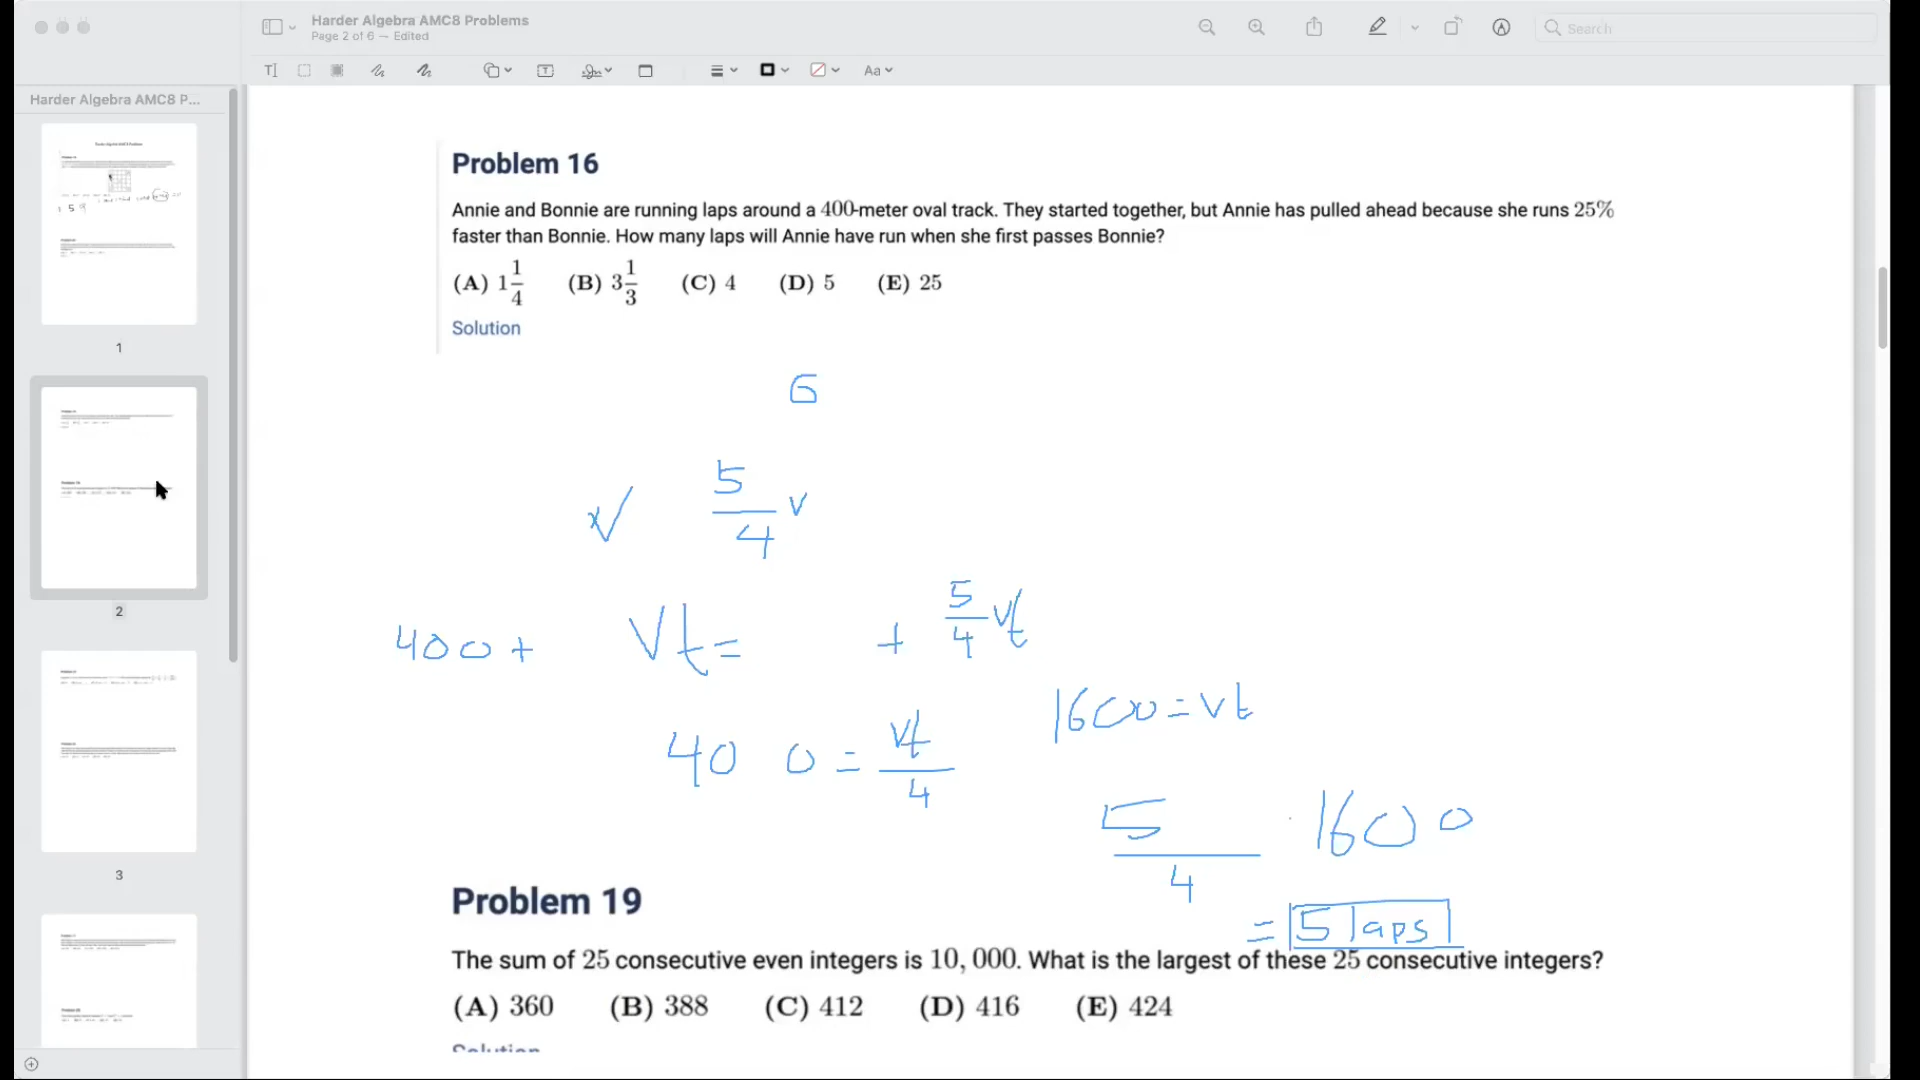 Harder Algebra AMC8 Problems
Page 2 of 6 — Edited
Search
Aa
Harder Algebra AMC8 P...
1
2
3
Problem 16
Annie and Bonnie are running laps around a 400-meter oval track. They started together, but Annie has pulled ahead because she runs 25%
faster than Bonnie. How many laps will Annie have run when she first passes Bonnie?
(A) 1 1/4 (B) 3 1/3 (C) 4 (D) 5 (E) 25
Solution
G
v 5/4 v
400 + vt = + 5/4 vt
1600 = vt
400 = vt/4
5/4 · 1600
= 5 laps
Problem 19
The sum of 25 consecutive even integers is 10, 000. What is the largest of these 25 consecutive integers?
(A) 360 (B) 388 (C) 412 (D) 416 (E) 424
Solution